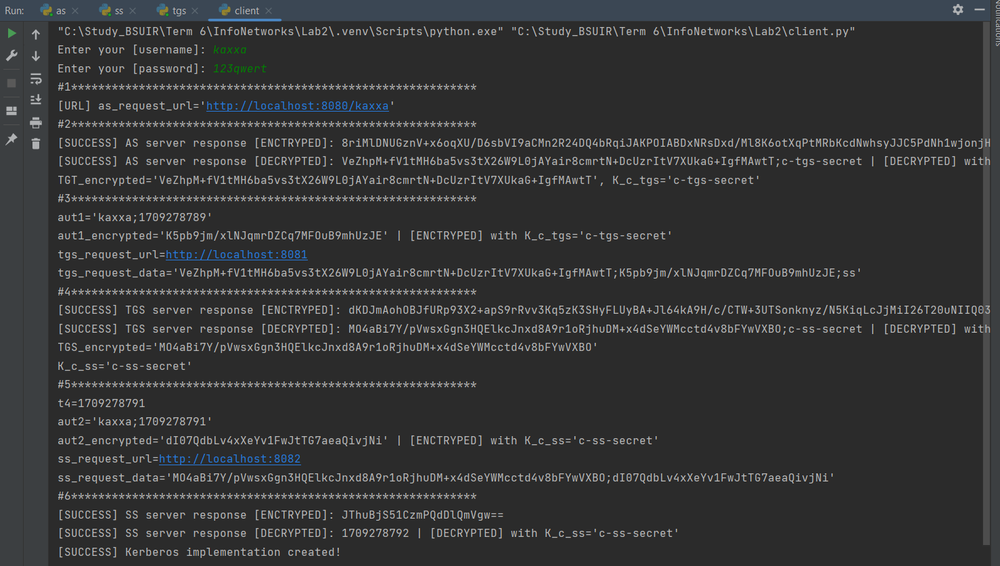 Run: as ss tgs client
"C:\Study_BSUIR\Term 6\InfoNetworks\Lab2\.venv\Scripts\python.exe" "C:\Study_BSUIR\Term 6\InfoNetworks\Lab2\client.py"
Enter your [username]: kaxxa
Enter your [password]: 123qwert
#1************************************************************
[URL] as_request_url='http://localhost:8080/kaxxa'
#2************************************************************
[SUCCESS] AS server response [ENCTRYPED]: 8riMlDNUGznV+x6oqXU/D6sbVI9aCMn2R24DQ4bRqiJAKPOIABDxNRsDxd/Ml8K6otXqPtMRbKcdNwhsyJJC5PdNh1wjonjH
[SUCCESS] AS server response [DECRYPTED]: VeZhpM+fV1tMH6ba5vs3tX26W9L0jAYair8cmrtN+DcUzrItV7XUkaG+IgfMAwtT;c-tgs-secret | [DECRYPTED] with
TGT_encrypted='VeZhpM+fV1tMH6ba5vs3tX26W9L0jAYair8cmrtN+DcUzrItV7XUkaG+IgfMAwtT', K_c_tgs='c-tgs-secret'
#3************************************************************
aut1='kaxxa;1709278789'
aut1_encrypted='K5pb9jm/xlNJqmrDZCq7MFOuB9mhUzJE' | [ENCTRYPED] with K_c_tgs='c-tgs-secret'
tgs_request_url=http://localhost:8081
tgs_request_data='VeZhpM+fV1tMH6ba5vs3tX26W9L0jAYair8cmrtN+DcUzrItV7XUkaG+IgfMAwtT;K5pb9jm/xlNJqmrDZCq7MFOuB9mhUzJE;ss'
#4************************************************************
[SUCCESS] TGS server response [ENCTRYPED]: dKDJmAohOBJfURp93X2+apS9rRvv3Kq5zK3SHyFLUyBA+Jl64kA9H/c/CTW+3UTSonknyz/N5KiqLcJjMiI26T20uNIIQ03
[SUCCESS] TGS server response [DECRYPTED]: MO4aBi7Y/pVwsxGgn3HQElkcJnxd8A9r1oRjhuDM+x4dSeYWMcctd4v8bFYwVXBO;c-ss-secret | [DECRYPTED] with
TGS_encrypted='MO4aBi7Y/pVwsxGgn3HQElkcJnxd8A9r1oRjhuDM+x4dSeYWMcctd4v8bFYwVXBO'
K_c_ss='c-ss-secret'
#5************************************************************
t4=1709278791
aut2='kaxxa;1709278791'
aut2_encrypted='dI07QdbLv4xXeYv1FwJtTG7aeaQivjNi' | [ENCTRYPED] with K_c_ss='c-ss-secret'
ss_request_url=http://localhost:8082
ss_request_data='MO4aBi7Y/pVwsxGgn3HQElkcJnxd8A9r1oRjhuDM+x4dSeYWMcctd4v8bFYwVXBO;dI07QdbLv4xXeYv1FwJtTG7aeaQivjNi'
#6************************************************************
[SUCCESS] SS server response [ENCTRYPED]: JThuBjS51CzmPQdDlQmVgw==
[SUCCESS] SS server response [DECRYPTED]: 1709278792 | [DECRYPTED] with K_c_ss='c-ss-secret'
[SUCCESS] Kerberos implementation created!